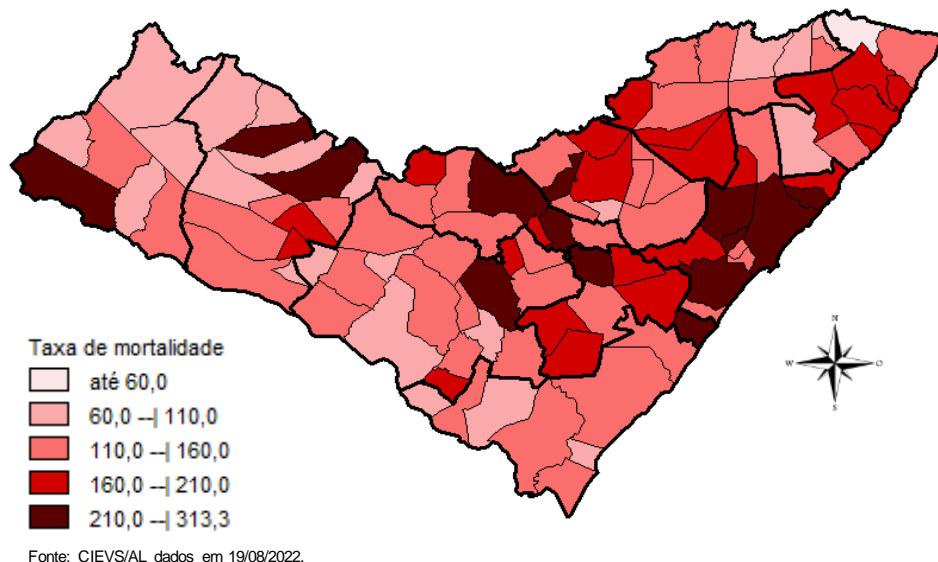 N
W
O
S
Taxa de mortalidade
até 60,0
60,0 --| 110,0
110,0 --| 160,0
160,0 --| 210,0
210,0 --| 313,3
Fonte: CIEVS/AL dados em 19/08/2022.